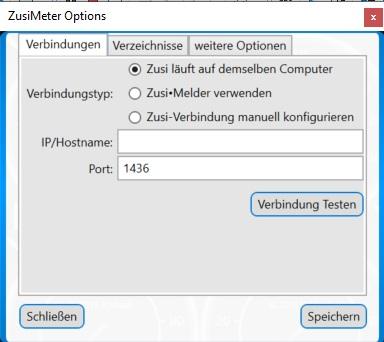 ZusiMeter Options
x
Verbindungen Verzeichnisse weitere Optionen
Zusi läuft auf demselben Computer
Verbindungstyp: Zusi•Melder verwenden
Zusi-Verbindung manuell konfigurieren
IP/Hostname:
Port: 1436
Verbindung Testen
Schließen Speichern